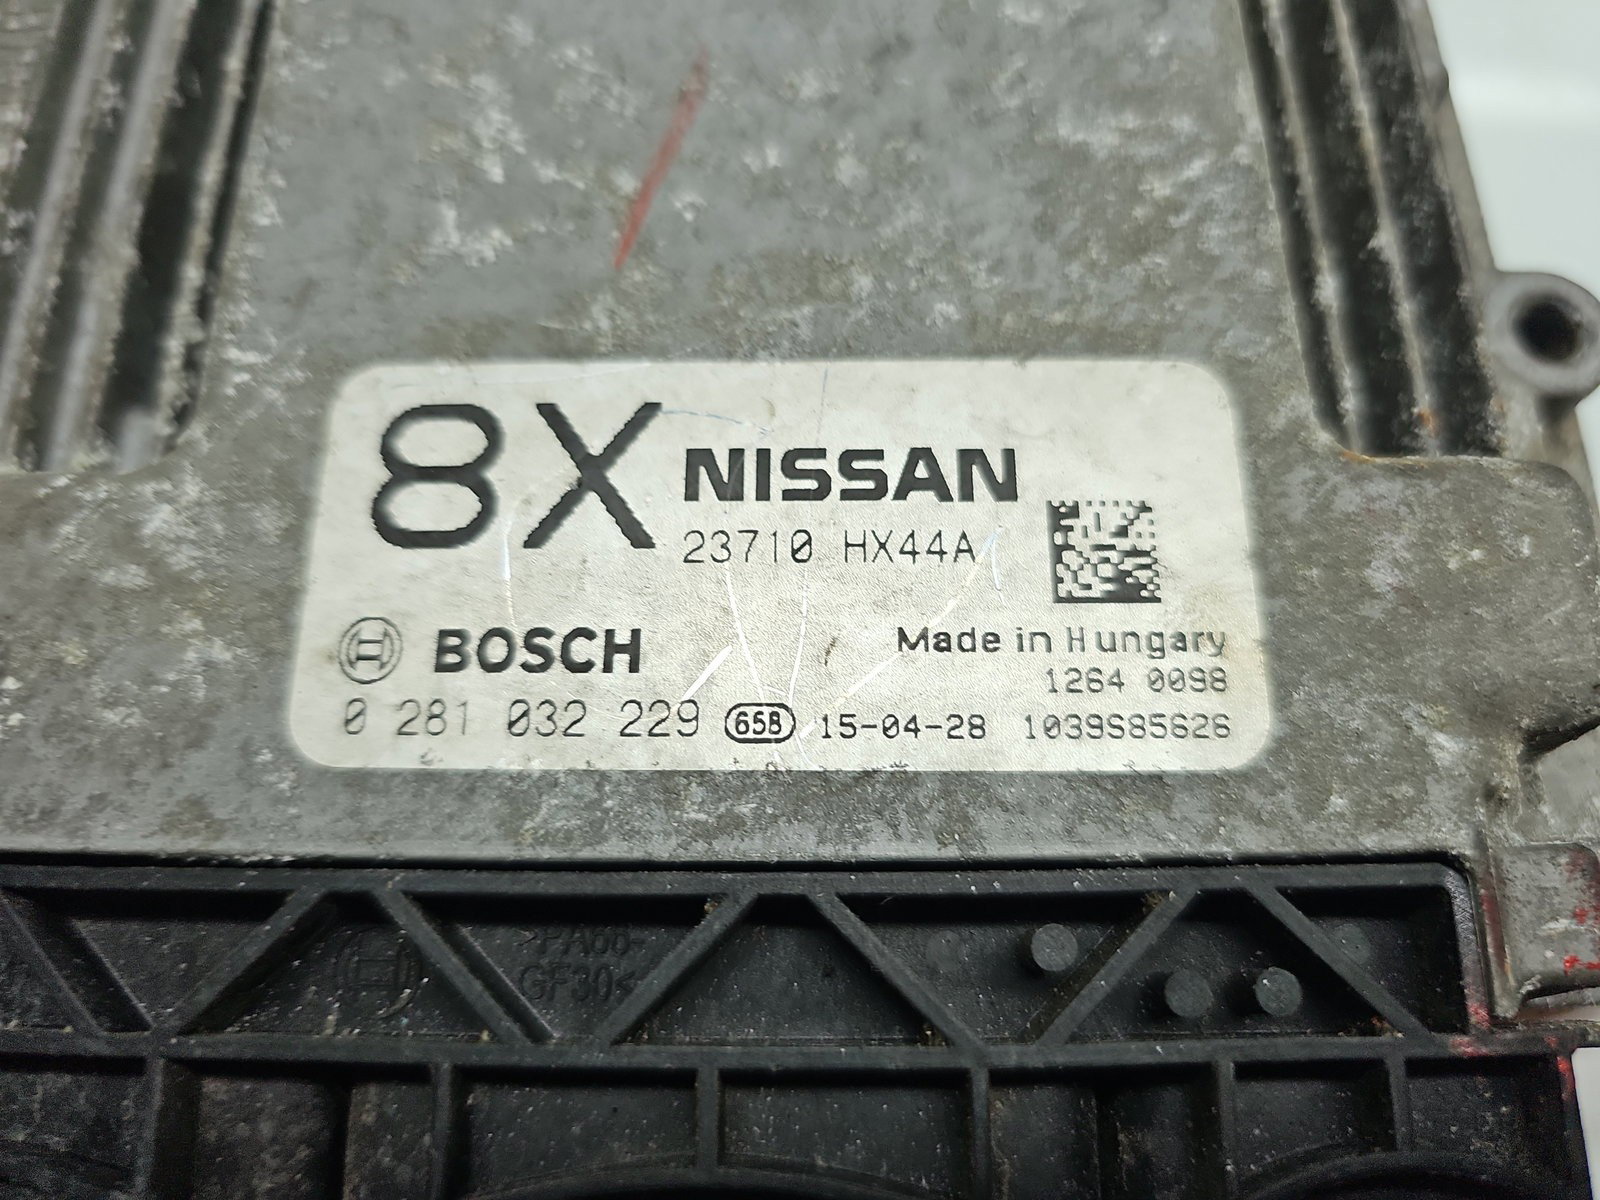 8X NISSAN
23710 HX44A
BOSCH
Made in Hungary
1264 0098
0 281 032 229 65B 15-04-28 1039S85626
>PA66-
GF30<